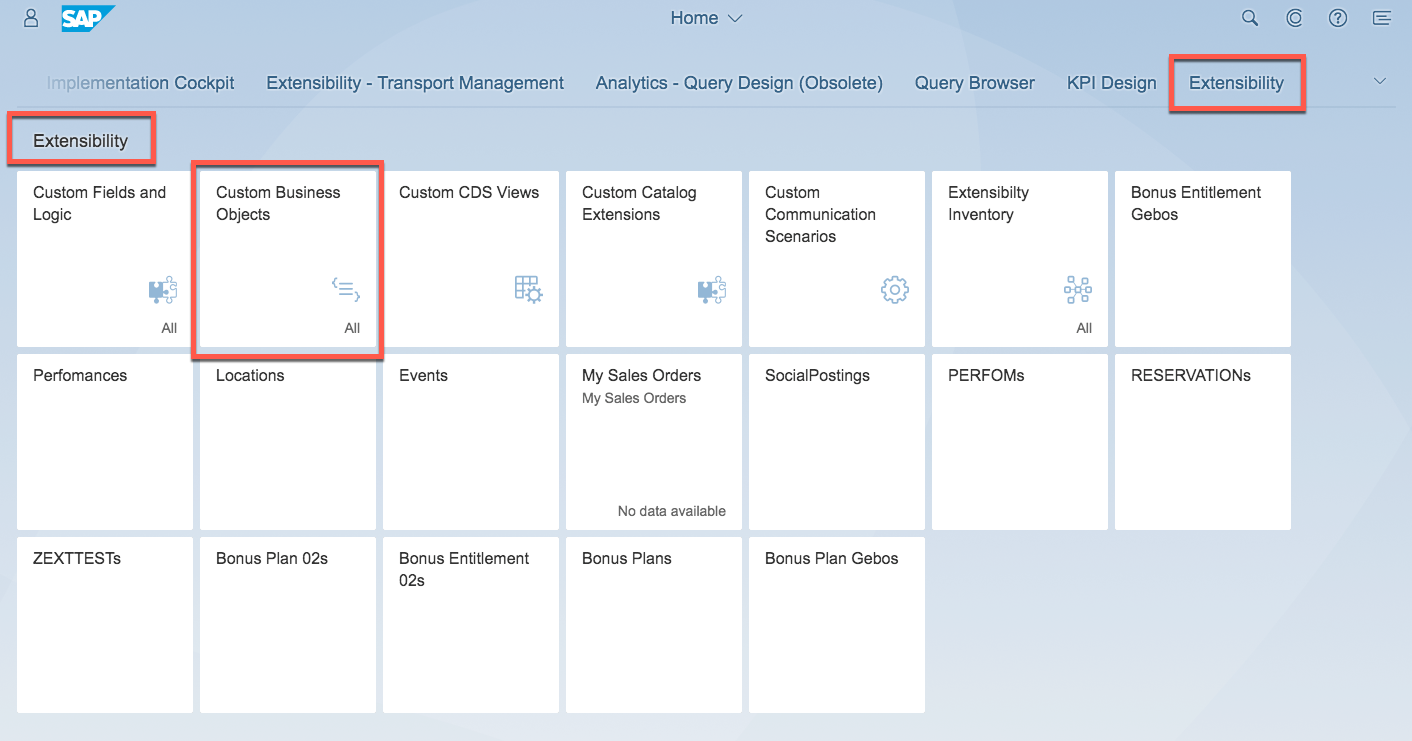 SAP
Home
Implementation Cockpit
Extensibility - Transport Management
Analytics - Query Design (Obsolete)
Query Browser
KPI Design
Extensibility
Extensibility
Custom Fields and
Logic
All
Custom Business
Objects
All
Custom CDS Views
Custom Catalog
Extensions
Custom
Communication
Scenarios
Extensibilty
Inventory
All
Bonus Entitlement
Gebos
Perfomances
Locations
Events
My Sales Orders
My Sales Orders
No data available
SocialPostings
PERFOMs
RESERVATIONs
ZEXTTESTs
Bonus Plan 02s
Bonus Entitlement
02s
Bonus Plans
Bonus Plan Gebos